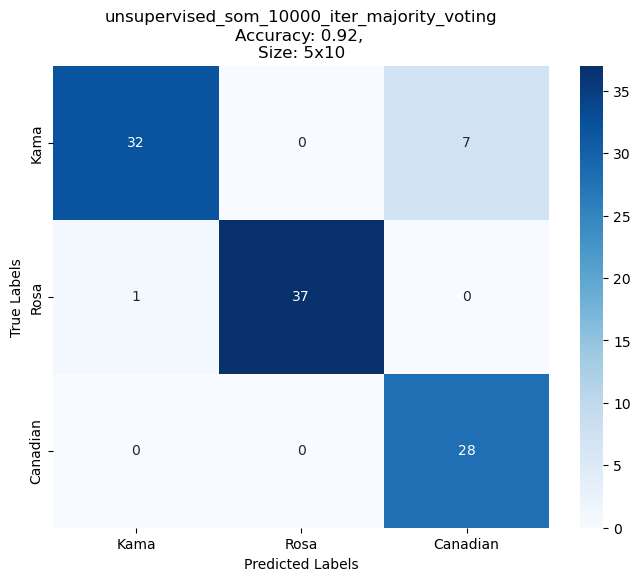 unsupervised_som_10000_iter_majority_voting
Accuracy: 0.92,
Size: 5x10
True Labels
Kama
32 0 7
Rosa
1 37 0
Canadian
0 0 28
Kama Rosa Canadian
Predicted Labels
35
30
25
20
15
10
5
0